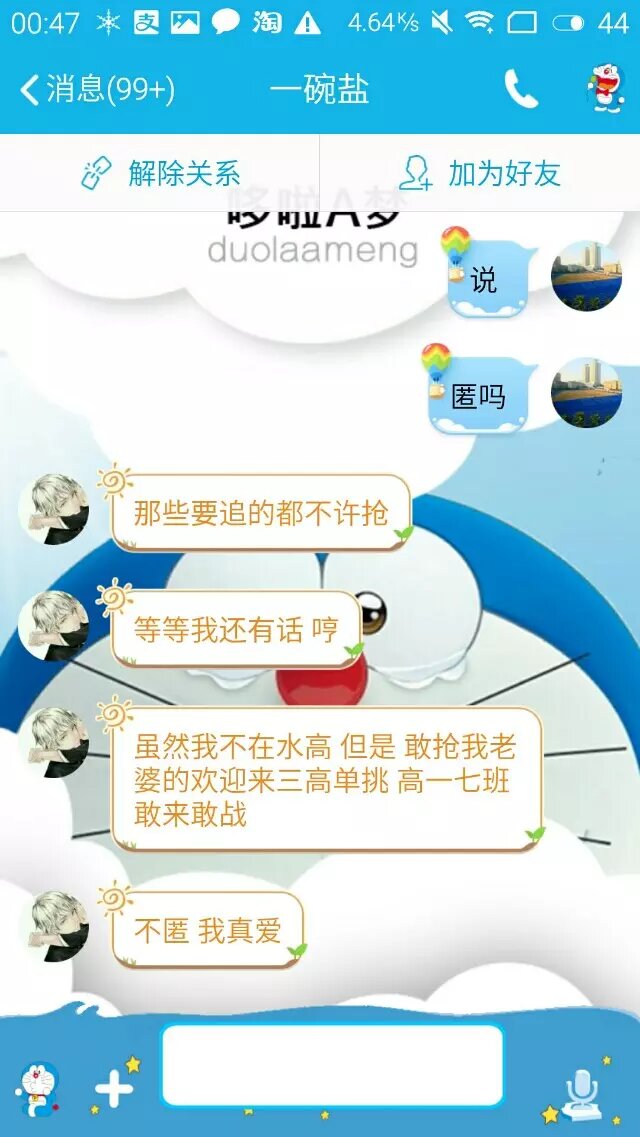 00:47 支 淘 4.64K/s 44
消息(99+) 一碗盐
解除关系 加为好友
哆啦A梦
duolaameng
说
匿吗
那些要追的都不许抢
等等我还有话 哼
虽然我不在水高 但是 敢抢我老
婆的欢迎来三高单挑 高一七班
敢来敢战
不匿 我真爱